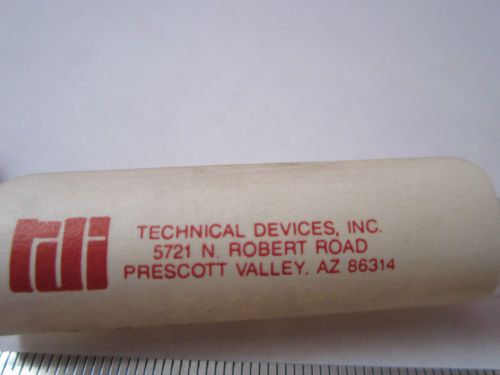 tdi
TECHNICAL DEVICES, INC.
5721 N. ROBERT ROAD
PRESCOTT VALLEY, AZ 86314